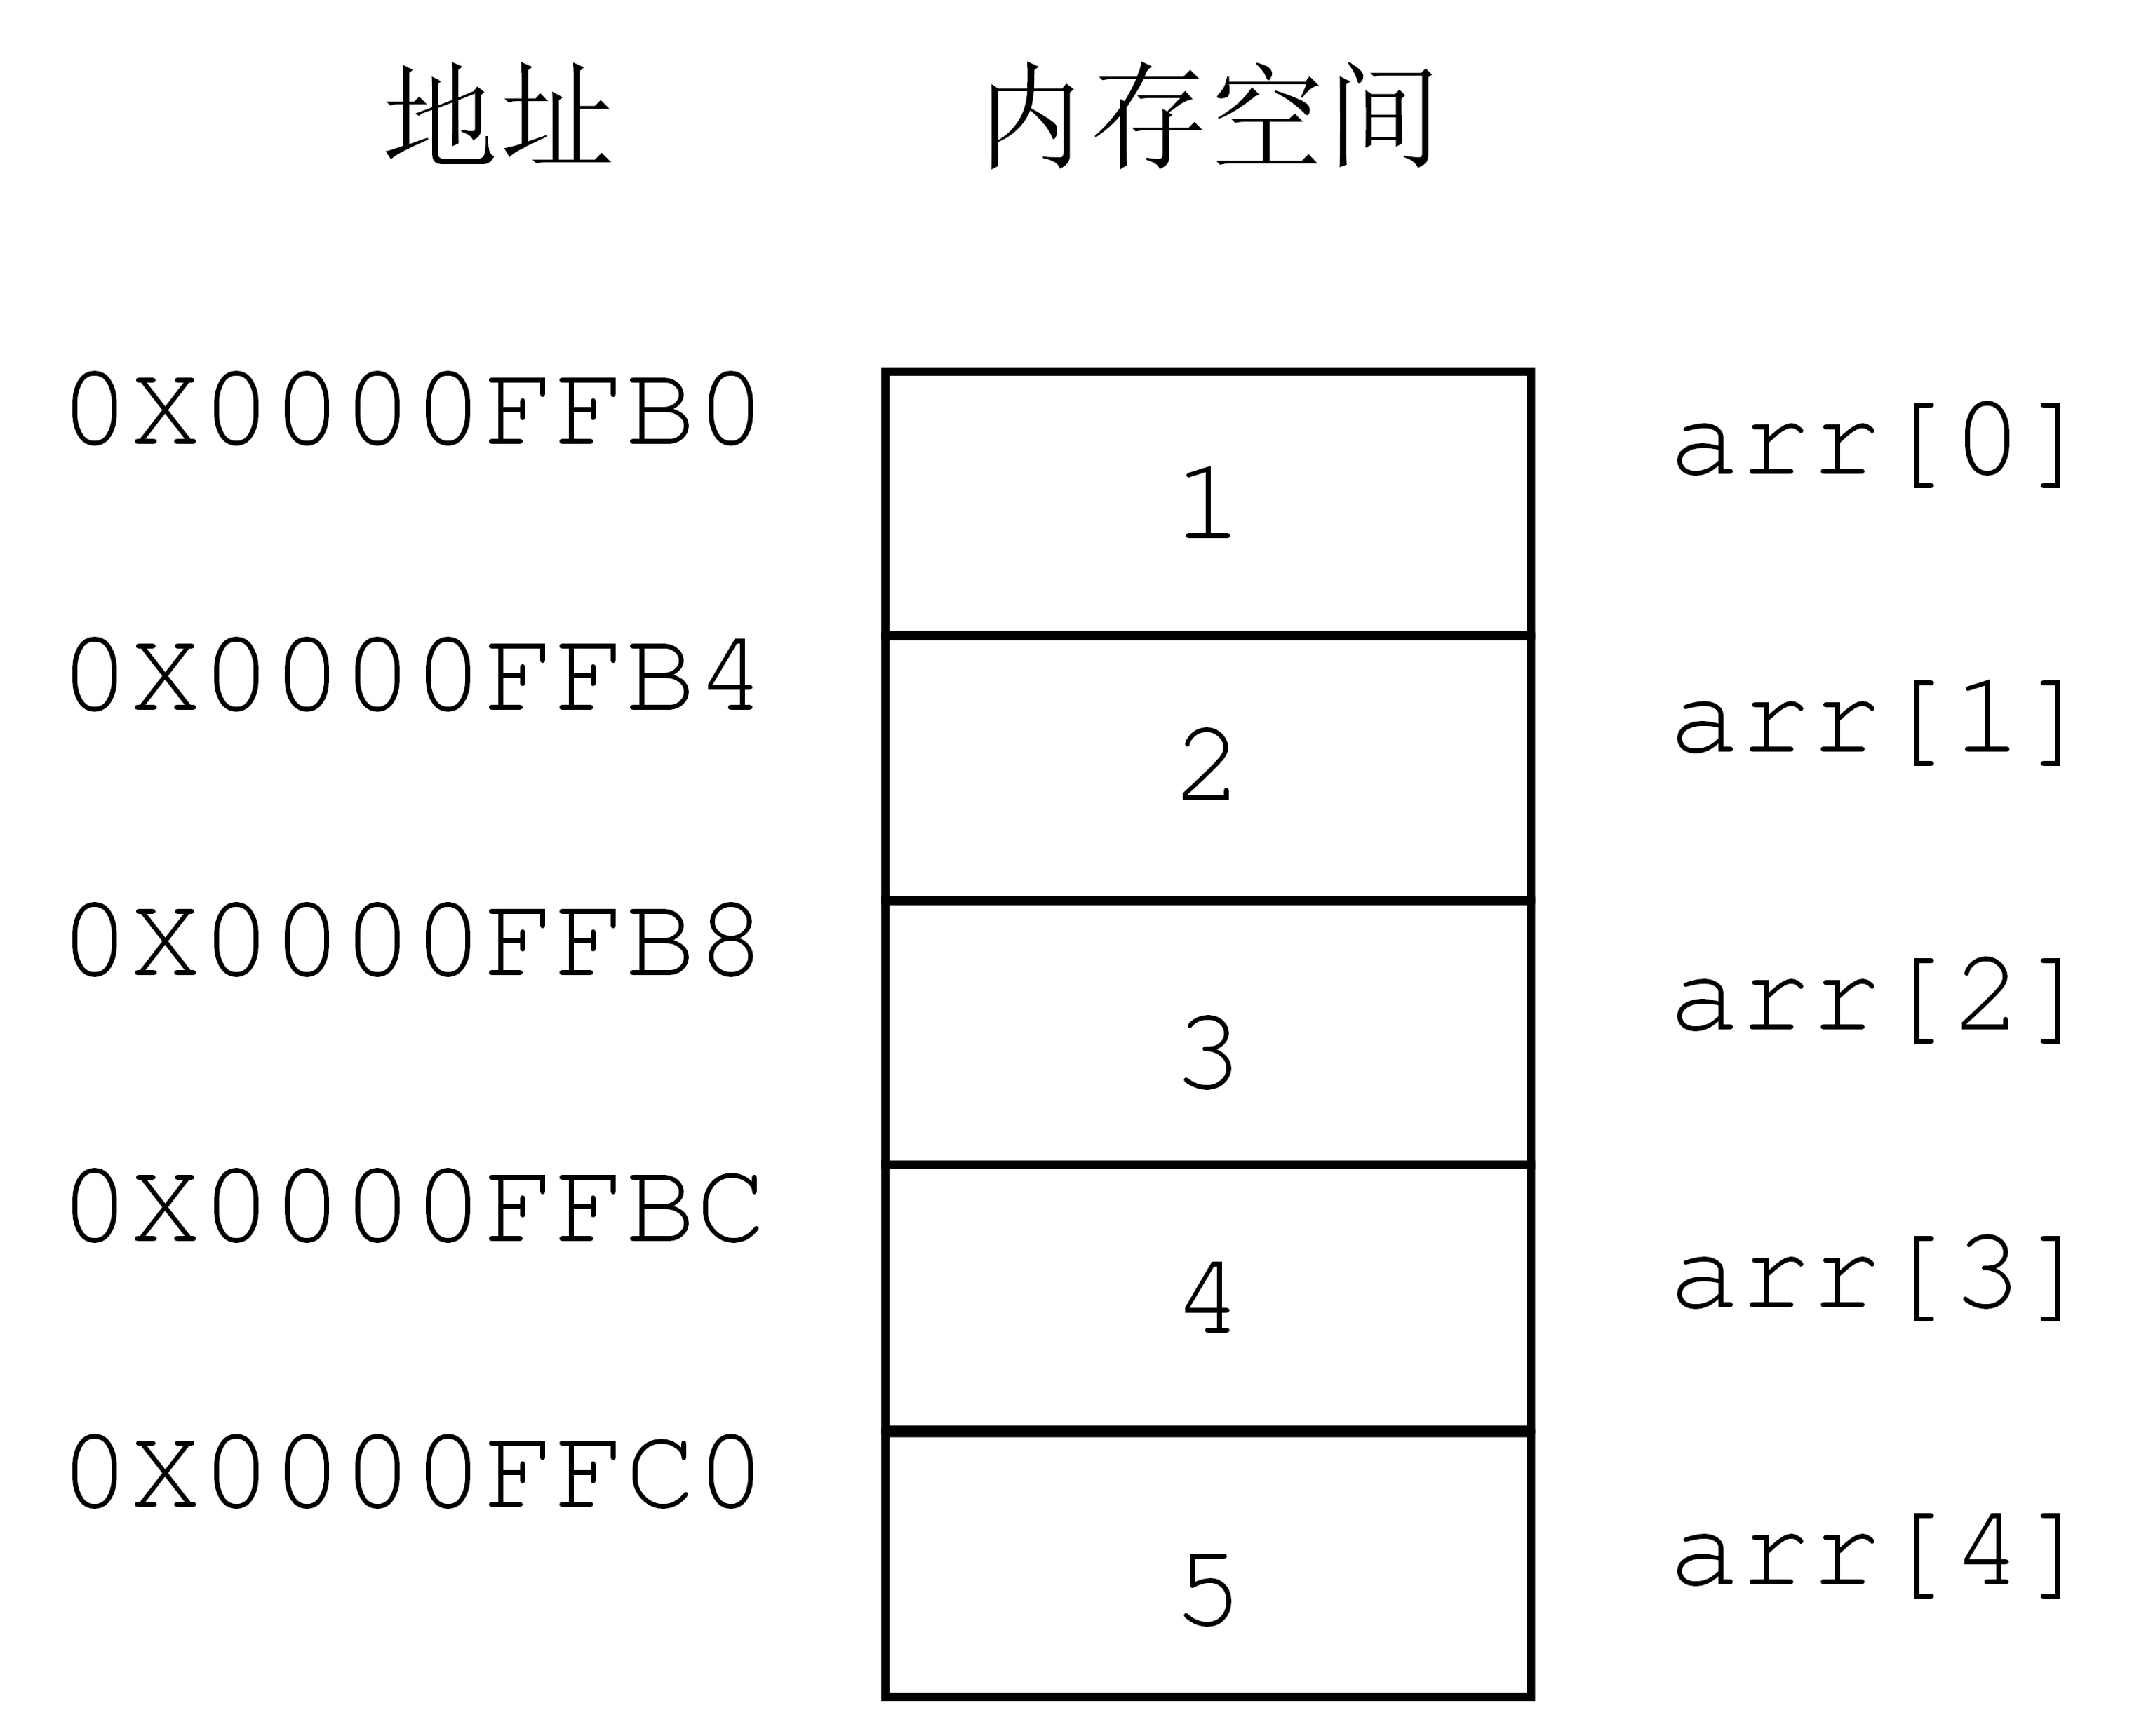 地址 内存空间
0X0000FFB0 1 arr[0]
0X0000FFB4 2 arr[1]
0X0000FFB8 3 arr[2]
0X0000FFBC 4 arr[3]
0X0000FFC0 5 arr[4]